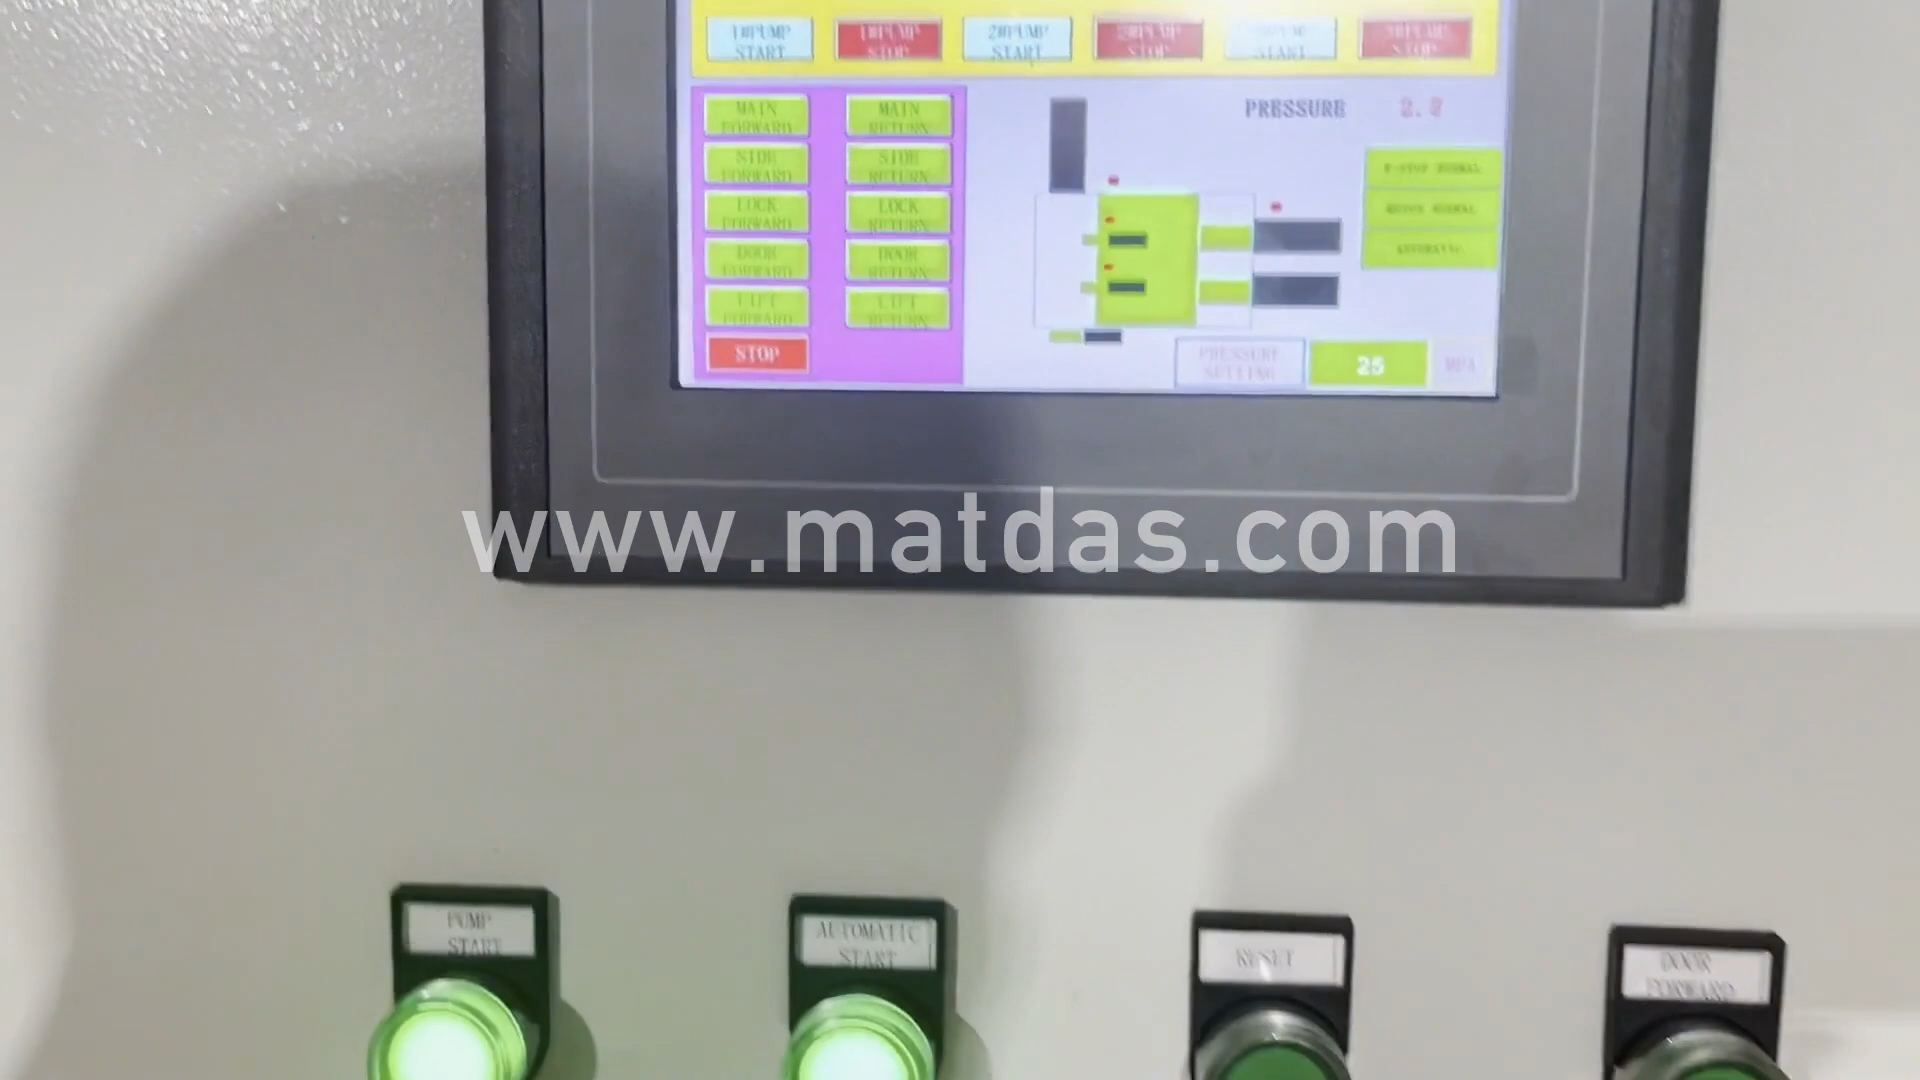 1#PUMP 1#PUMP 2#PUMP 2#PUMP 3#PUMP 3#PUMP
START STOP START STOP START STOP
MAIN MAIN
FORWARD RETURN
PRESSURE 2.2
SIDE SIDE
FORWARD RETURN
E-STOP NORMAL
LOCK LOCK
FORWARD RETURN
MOTOR NORMAL
DOOR DOOR
FORWARD RETURN
AUTOMATIC
LIFT LIFT
FORWARD RETURN
STOP
PRESSURE
SETTING
25 MPA
www.matdas.com
PUMP
START
AUTOMATIC
START
RESET
DOOR
FORWARD